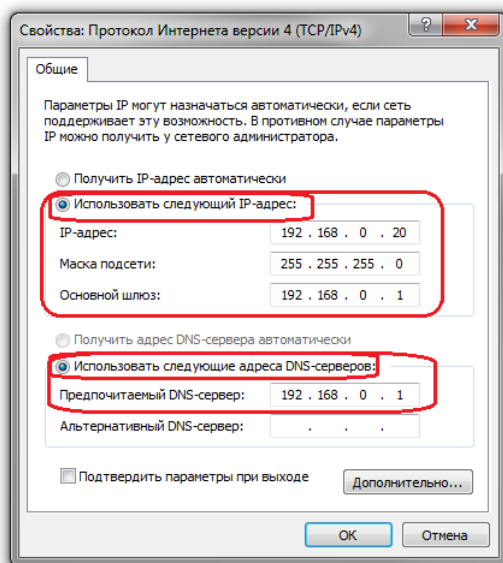 Свойства: Протокол Интернета версии 4 (TCP/IPv4)
Общие
Параметры IP могут назначаться автоматически, если сеть
поддерживает эту возможность. В противном случае параметры
IP можно получить у сетевого администратора.
Получить IP-адрес автоматически
Использовать следующий IP-адрес:
IP-адрес: 192 . 168 . 0 . 20
Маска подсети: 255 . 255 . 255 . 0
Основной шлюз: 192 . 168 . 0 . 1
Получить адрес DNS-сервера автоматически
Использовать следующие адреса DNS-серверов:
Предпочитаемый DNS-сервер: 192 . 168 . 0 . 1
Альтернативный DNS-сервер: . . .
Подтвердить параметры при выходе
Дополнительно...
ОК Отмена